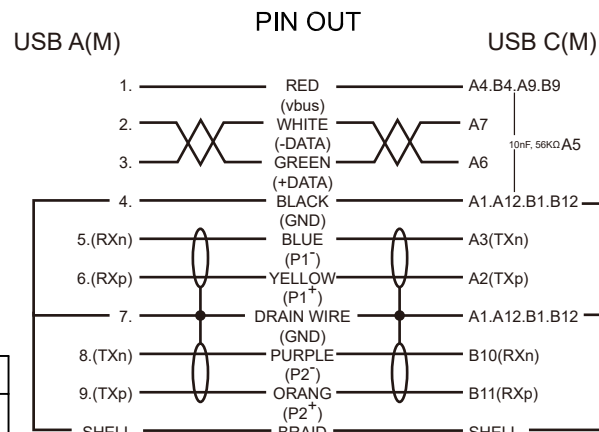 PIN OUT
USB A(M) USB C(M)
1. RED A4.B4.A9.B9
(vbus)
2. WHITE A7
(-DATA) 10nF, 56KΩ A5
3. GREEN A6
(+DATA)
4. BLACK A1.A12.B1.B12
(GND)
5.(RXn) BLUE A3(TXn)
(P1-)
6.(RXp) YELLOW A2(TXp)
(P1+)
7. DRAIN WIRE A1.A12.B1.B12
(GND)
8.(TXn) PURPLE B10(RXn)
(P2-)
9.(TXp) ORANG B11(RXp)
(P2+)
SHELL BRAID SHELL